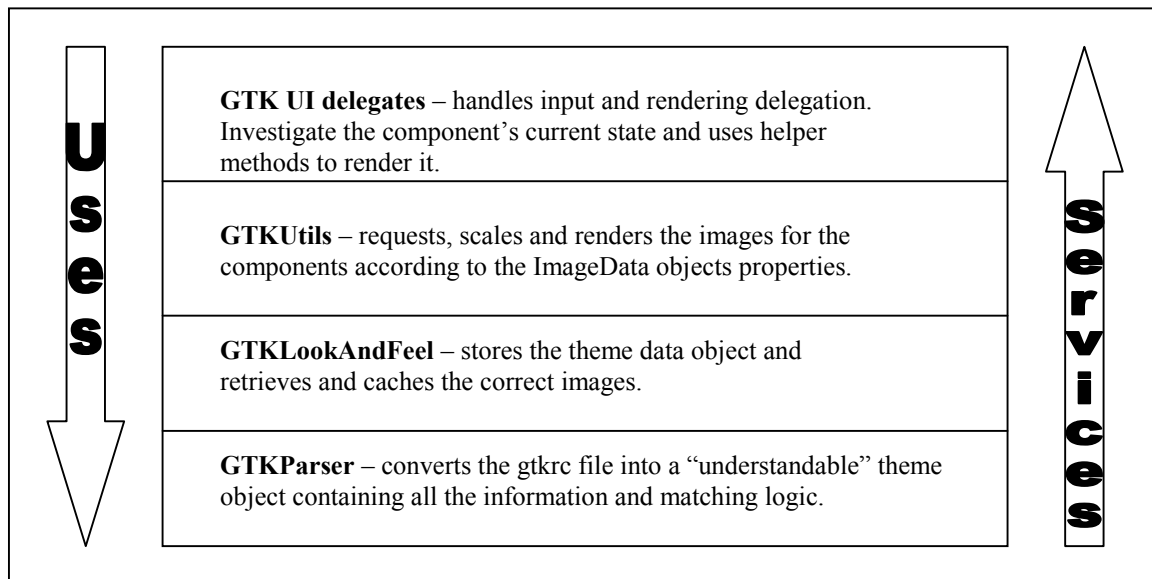 Uses
GTK UI delegates – handles input and rendering delegation.
Investigate the component’s current state and uses helper
methods to render it.
GTKUtils – requests, scales and renders the images for the
components according to the ImageData objects properties.
GTKLookAndFeel – stores the theme data object and
retrieves and caches the correct images.
GTKParser – converts the gtkrc file into a “understandable” theme
object containing all the information and matching logic.
Services